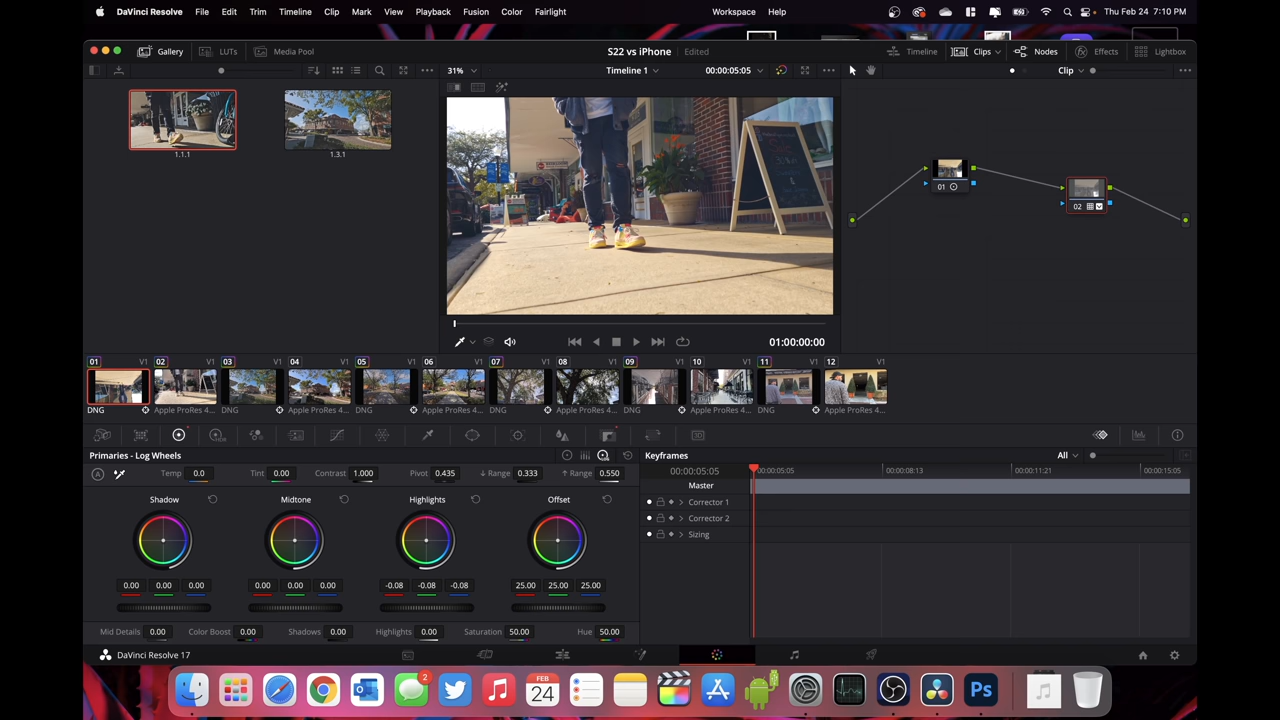 DaVinci Resolve File Edit Trim Timeline Clip Mark View Playback Fusion Color Fairlight Workspace Help Thu Feb 24 7:10 PM
Gallery LUTs Media Pool S22 vs iPhone Edited Timeline Clips Nodes Effects Lightbox
31% Timeline 1 00:00:05:05 Clip
1.1.1 1.3.1
01 02
01:00:00:00
01 V1 02 V1 03 V1 04 V1 05 V1 06 V1 07 V1 08 V1 09 V1 10 V1 11 V1 12 V1
DNG Apple ProRes 4... DNG Apple ProRes 4... DNG Apple ProRes 4... DNG Apple ProRes 4... DNG Apple ProRes 4... DNG Apple ProRes 4...
Primaries - Log Wheels Keyframes
Temp 0.0 Tint 0.00 Contrast 1.000 Pivot 0.435 Range 0.333 Range 0.550 All
00:00:05:05 00:00:05:05 00:00:08:13 00:00:11:21 00:00:15:05
Master
Shadow Midtone Highlights Offset
Corrector 1
Corrector 2
Sizing
0.00 0.00 0.00 0.00 0.00 0.00 -0.08 -0.08 -0.08 25.00 25.00 25.00
Mid Details 0.00 Color Boost 0.00 Shadows 0.00 Highlights 0.00 Saturation 50.00 Hue 50.00
DaVinci Resolve 17
2
FEB
24
Ps